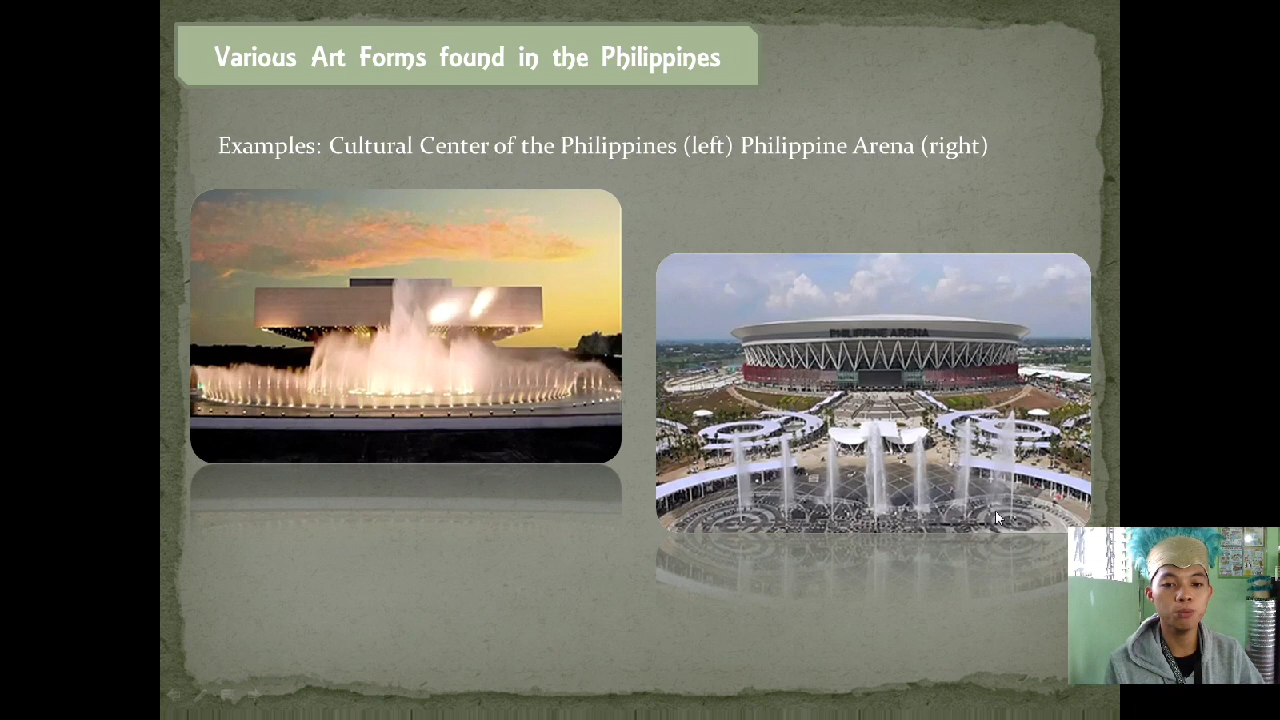 Various Art Forms found in the Philippines
Examples: Cultural Center of the Philippines (left) Philippine Arena (right)
PHILIPPINE ARENA